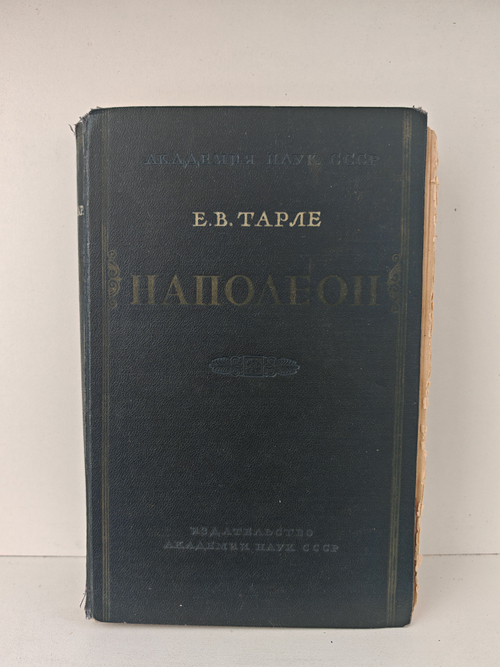 АКАДЕМИЯ НАУК СССР
Е.В. ТАРЛЕ
НАПОЛЕОН
ИЗДАТЕЛЬСТВО
АКАДЕМИИ НАУК СССР